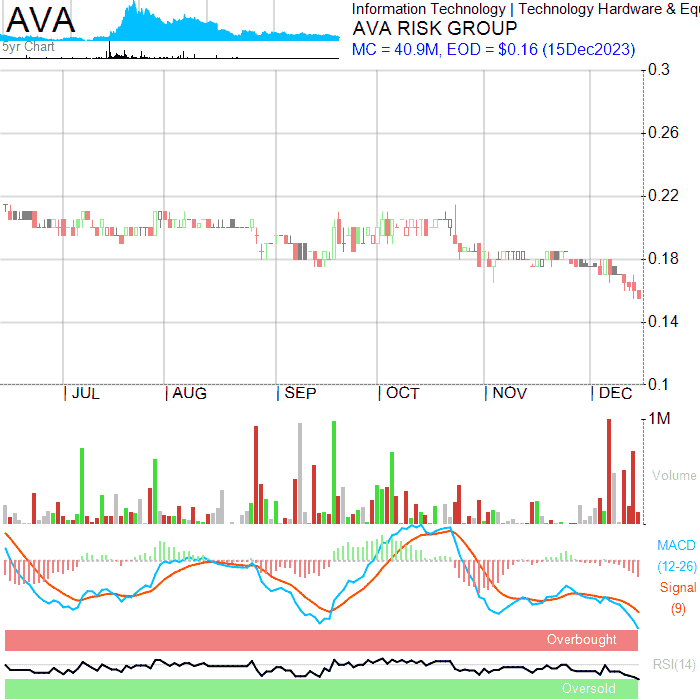 AVA
5yr Chart
Information Technology | Technology Hardware & Equ
AVA RISK GROUP
MC = 40.9M, EOD = $0.16 (15Dec2023)
0.3
0.26
0.22
0.18
0.14
0.1
JUL AUG SEP OCT NOV DEC
1M
Volume
MACD
(12-26)
Signal
(9)
Overbought
RSI(14)
Oversold